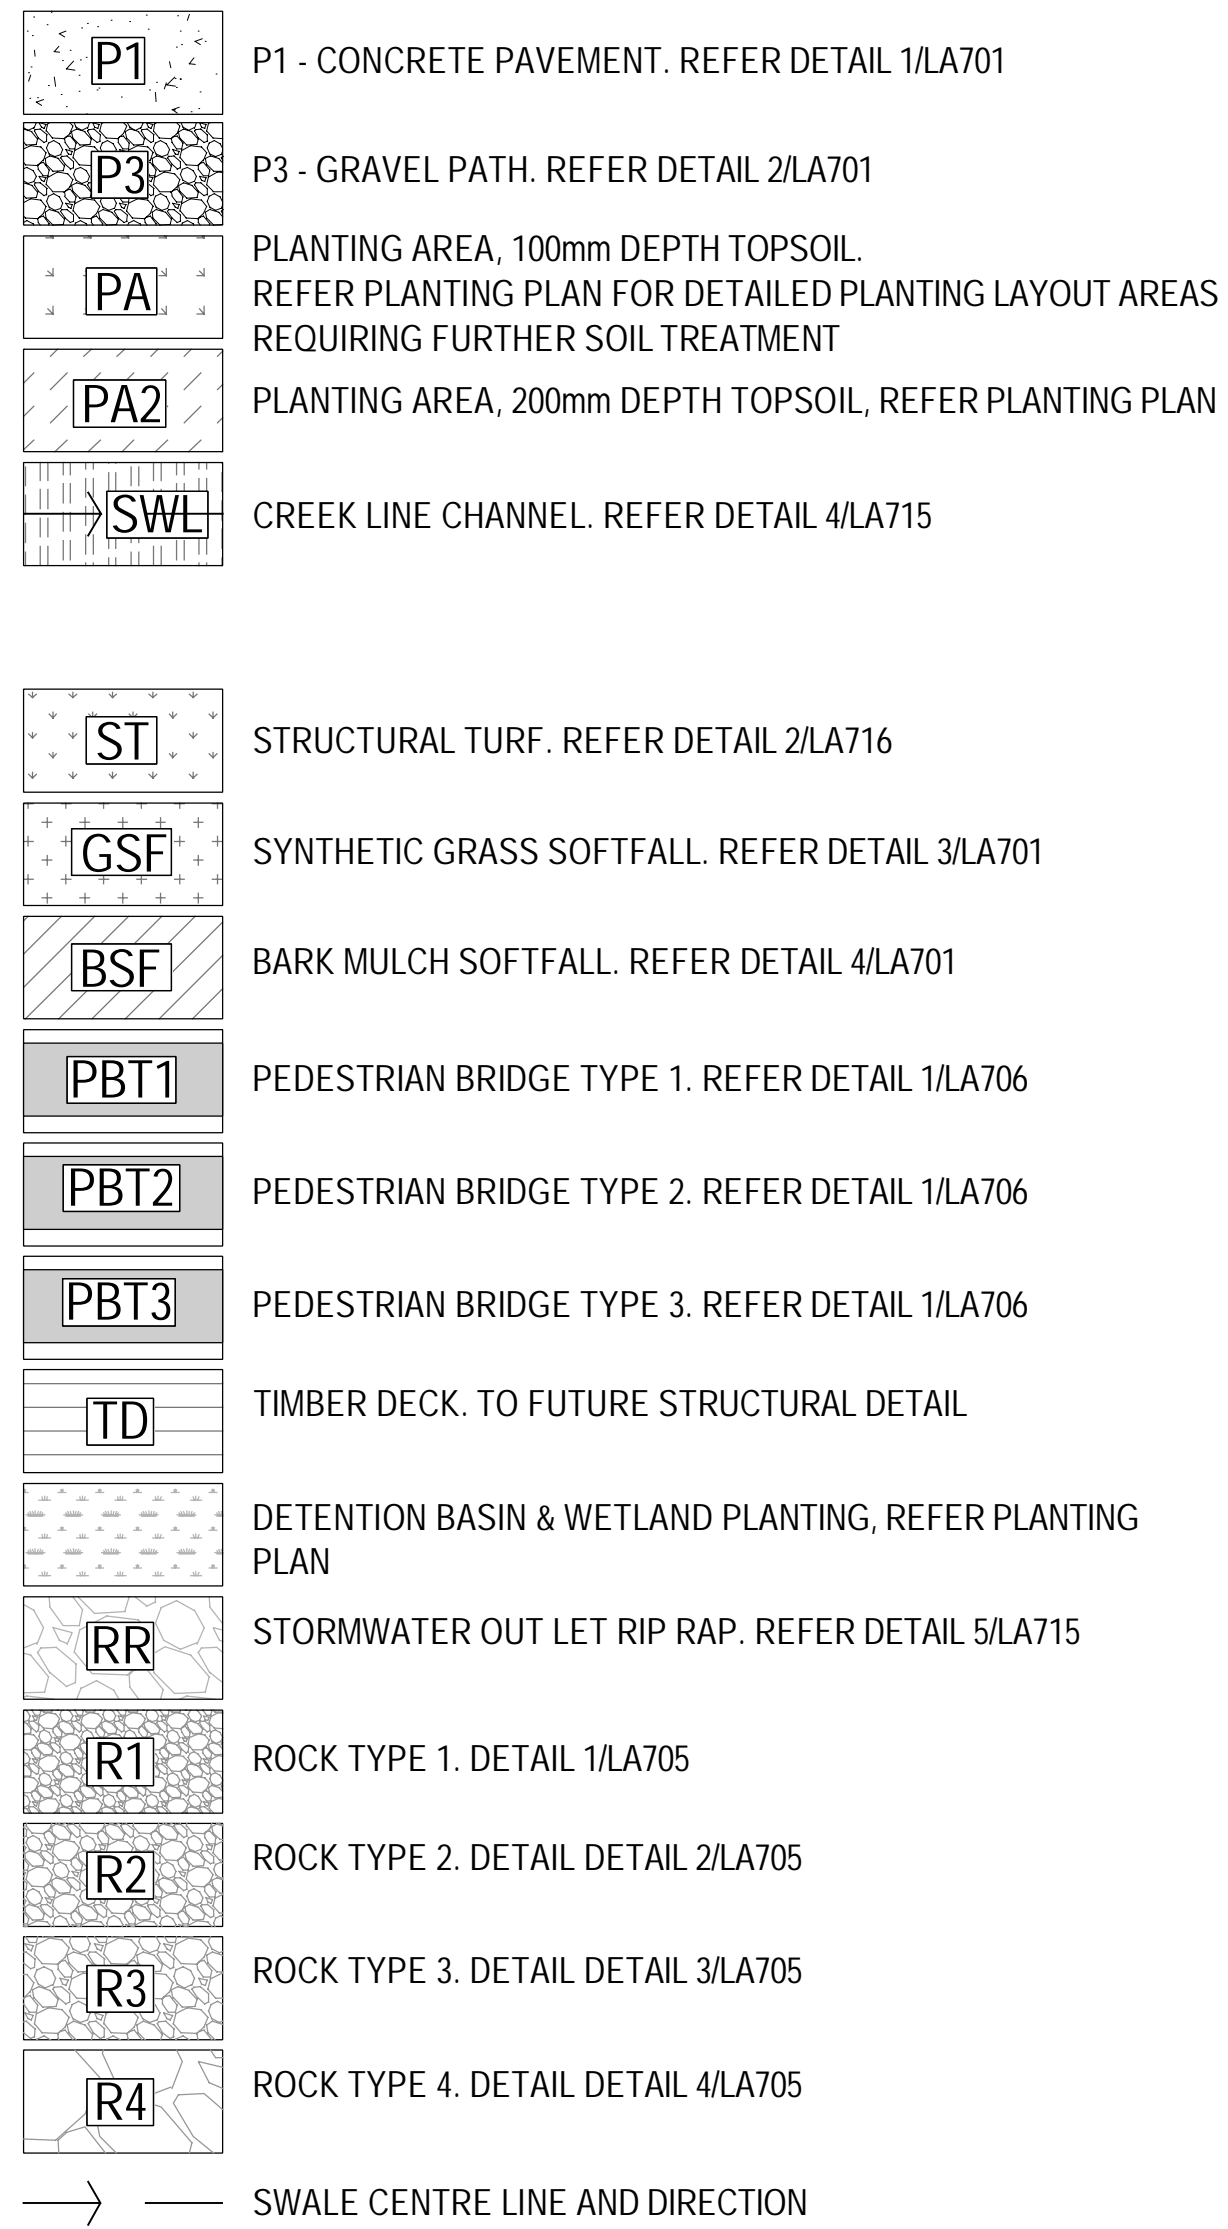 P1 P1 - CONCRETE PAVEMENT. REFER DETAIL 1/LA701
P3 P3 - GRAVEL PATH. REFER DETAIL 2/LA701
PLANTING AREA, 100mm DEPTH TOPSOIL.
PA REFER PLANTING PLAN FOR DETAILED PLANTING LAYOUT AREAS
REQUIRING FURTHER SOIL TREATMENT
PA2 PLANTING AREA, 200mm DEPTH TOPSOIL, REFER PLANTING PLAN
SWL CREEK LINE CHANNEL. REFER DETAIL 4/LA715
ST STRUCTURAL TURF. REFER DETAIL 2/LA716
GSF SYNTHETIC GRASS SOFTFALL. REFER DETAIL 3/LA701
BSF BARK MULCH SOFTFALL. REFER DETAIL 4/LA701
PBT1 PEDESTRIAN BRIDGE TYPE 1. REFER DETAIL 1/LA706
PBT2 PEDESTRIAN BRIDGE TYPE 2. REFER DETAIL 1/LA706
PBT3 PEDESTRIAN BRIDGE TYPE 3. REFER DETAIL 1/LA706
TD TIMBER DECK. TO FUTURE STRUCTURAL DETAIL
DETENTION BASIN & WETLAND PLANTING, REFER PLANTING
PLAN
RR STORMWATER OUT LET RIP RAP. REFER DETAIL 5/LA715
R1 ROCK TYPE 1. DETAIL 1/LA705
R2 ROCK TYPE 2. DETAIL DETAIL 2/LA705
R3 ROCK TYPE 3. DETAIL DETAIL 3/LA705
R4 ROCK TYPE 4. DETAIL DETAIL 4/LA705
SWALE CENTRE LINE AND DIRECTION